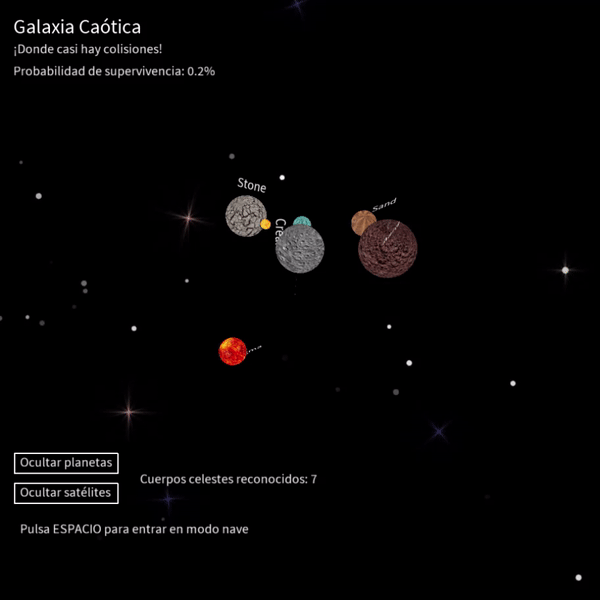 Galaxia Caótica
¡Donde casi hay colisiones!
Probabilidad de supervivencia: 0.2%
Stone
Sand
Ocultar planetas
Cuerpos celestes reconocidos: 7
Ocultar satélites
Pulsa ESPACIO para entrar en modo nave